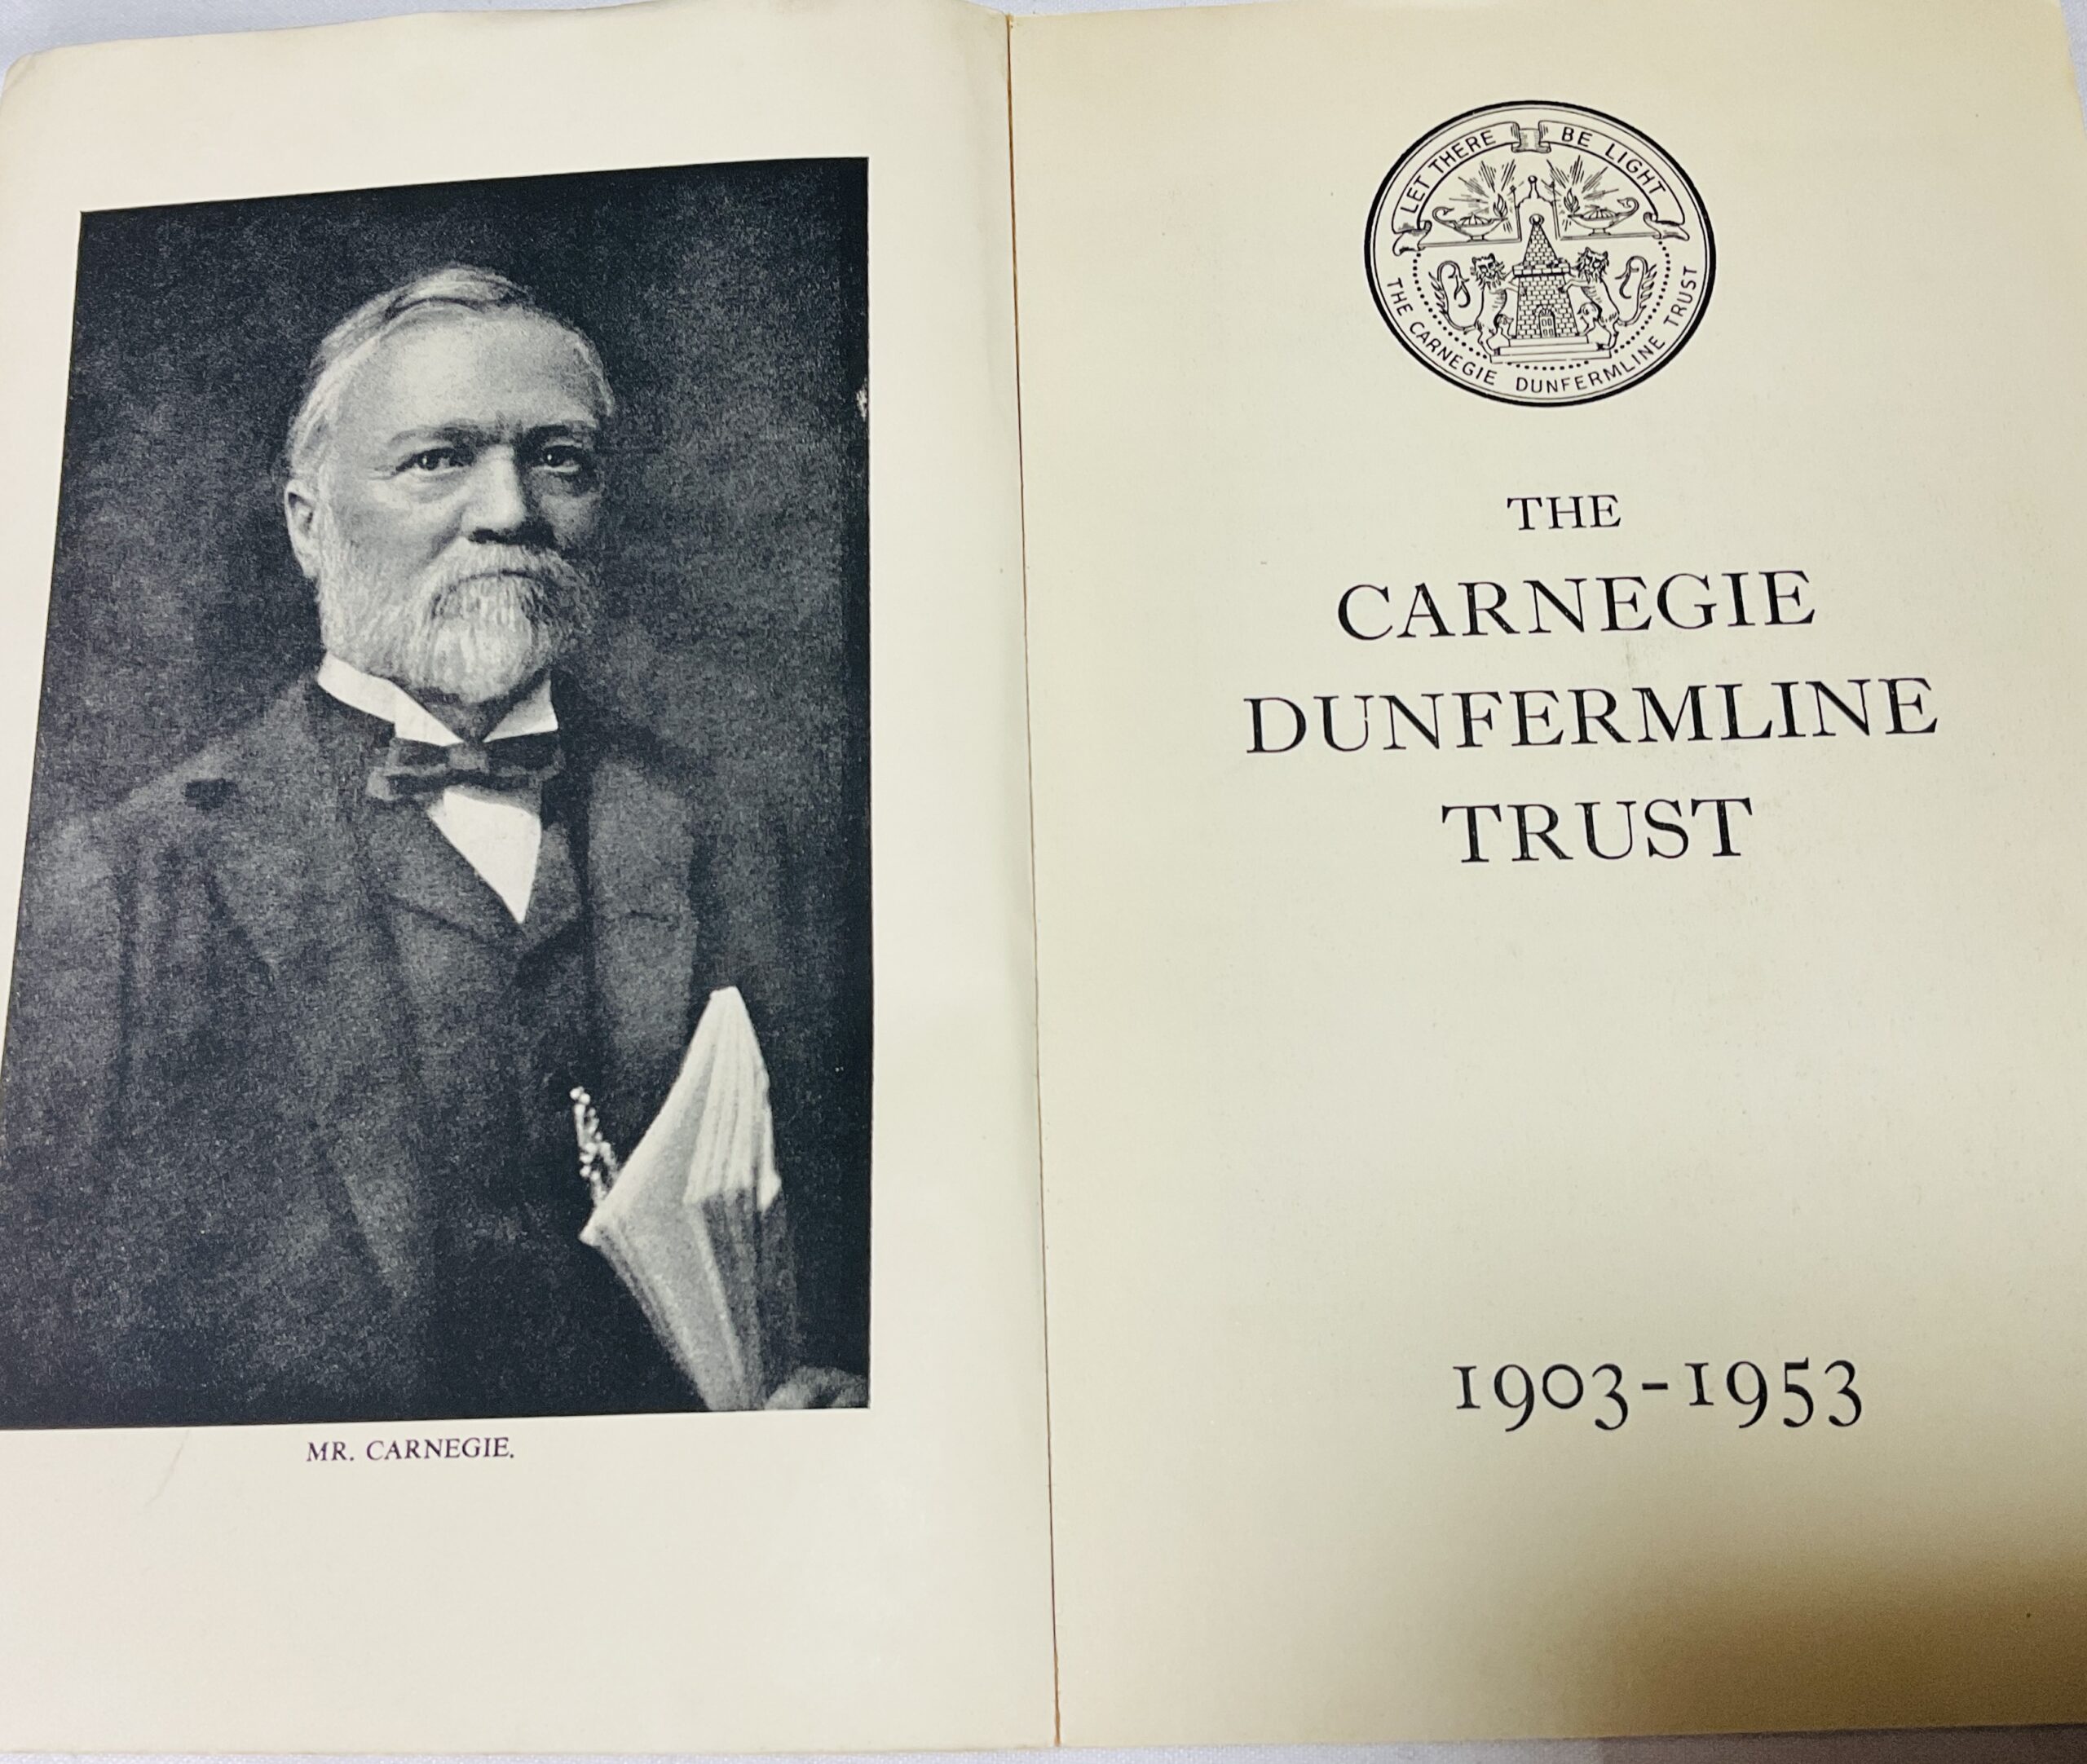 MR. CARNEGIE.
LET THERE BE LIGHT
THE CARNEGIE DUNFERMLINE TRUST
THE
CARNEGIE
DUNFERMLINE
TRUST
1903-1953